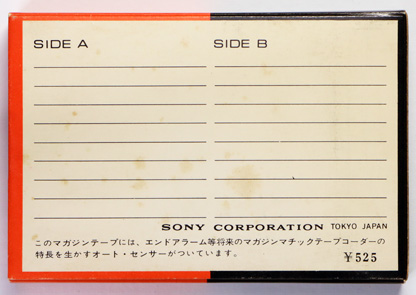 SIDE A
SIDE B
SONY CORPORATION TOKYO JAPAN
このマガジンテープには、エンドアラーム等将来のマガジンマチックテープコーダーの
特長を生かすオート・センサーがついています。
￥525